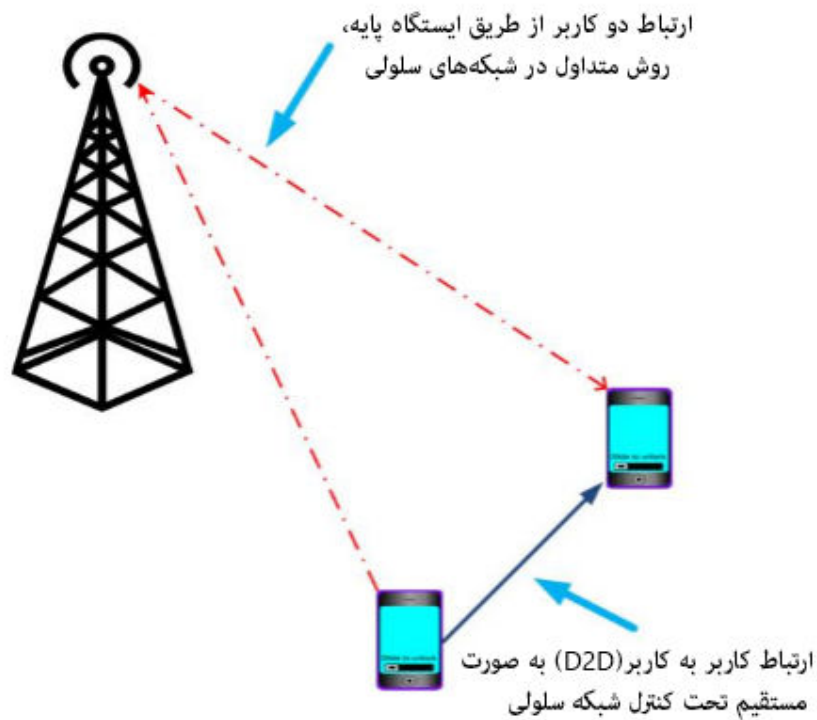 ارتباط دو کاربر از طریق ایستگاه پایه،
روش متداول در شبکه‌های سلولی
ارتباط کاربر به کاربر(D2D) به صورت
مستقیم تحت کنترل شبکه سلولی